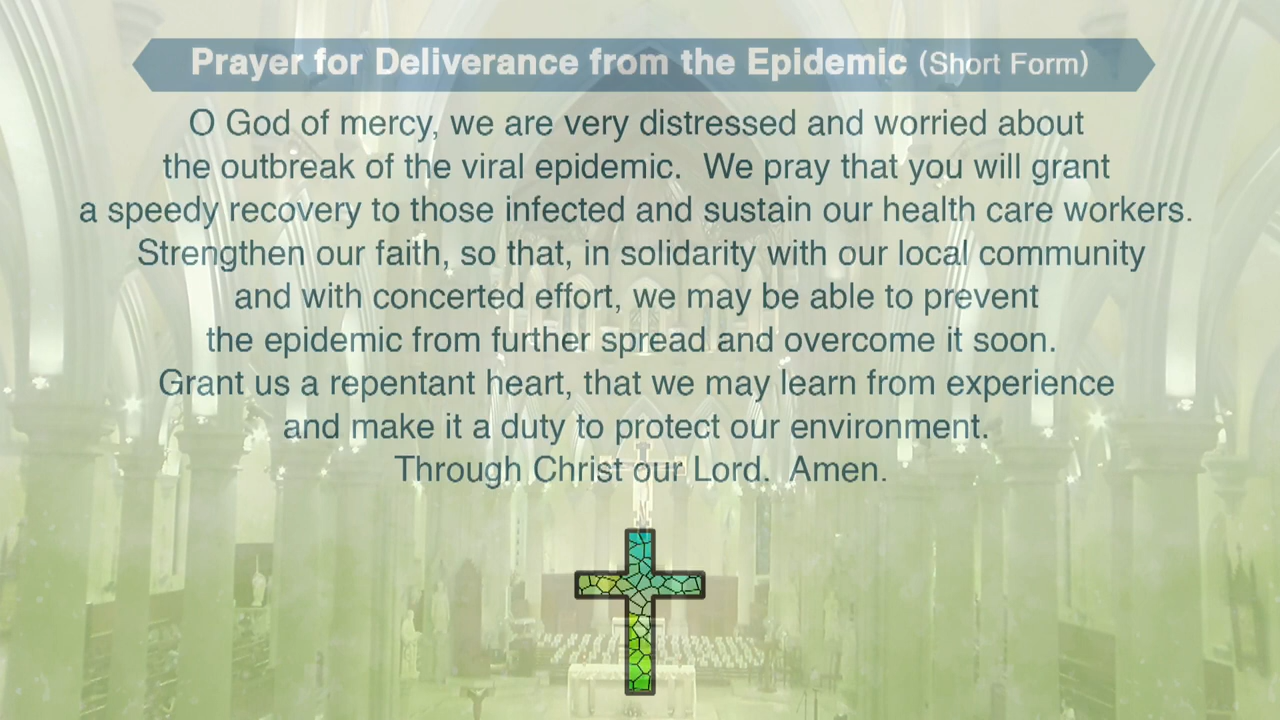 Prayer for Deliverance from the Epidemic (Short Form)
O God of mercy, we are very distressed and worried about
the outbreak of the viral epidemic. We pray that you will grant
a speedy recovery to those infected and sustain our health care workers.
Strengthen our faith, so that, in solidarity with our local community
and with concerted effort, we may be able to prevent
the epidemic from further spread and overcome it soon.
Grant us a repentant heart, that we may learn from experience
and make it a duty to protect our environment.
Through Christ our Lord. Amen.